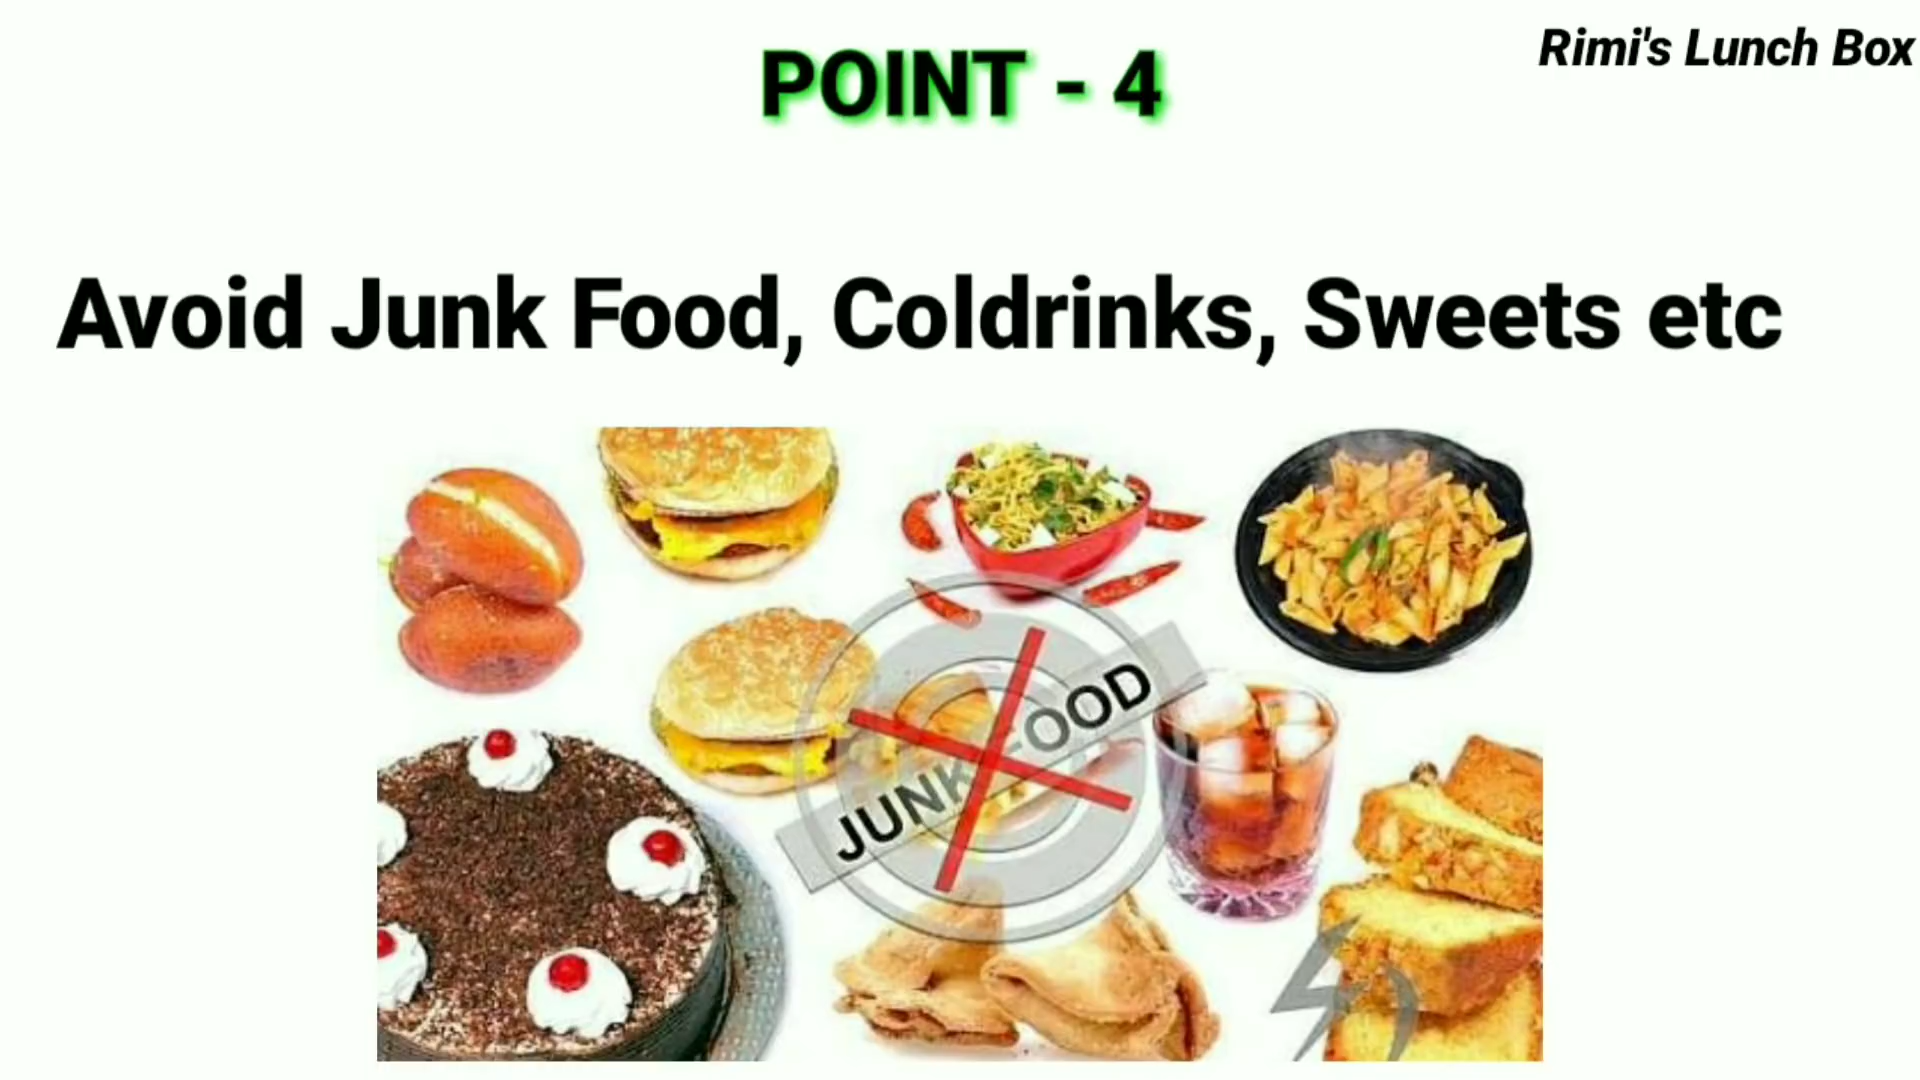 Rimi's Lunch Box
POINT - 4
Avoid Junk Food, Coldrinks, Sweets etc
JUNK FOOD